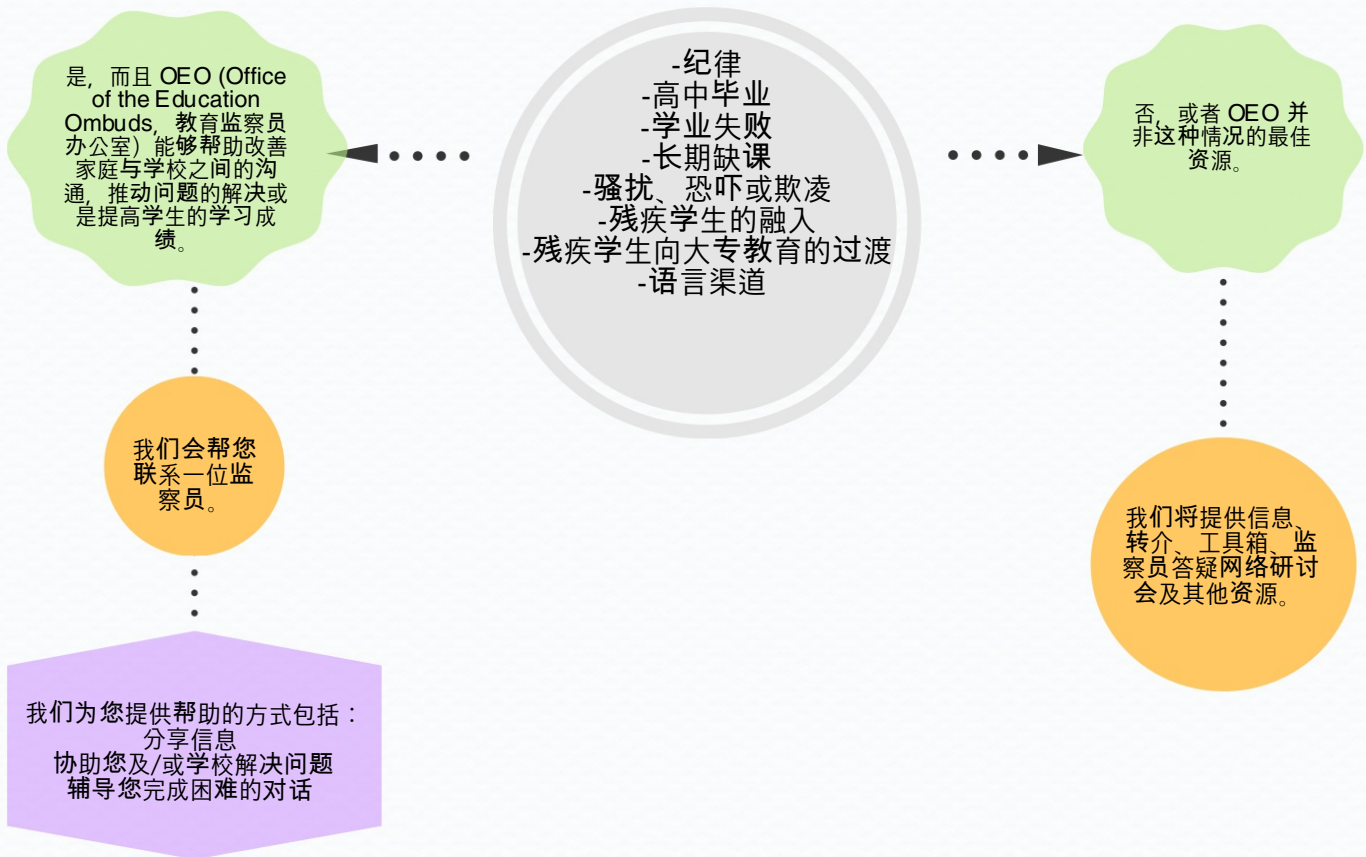 -纪律
-高中毕业
-学业失败
-长期缺课
-骚扰、恐吓或欺凌
-残疾学生的融入
-残疾学生向大专教育的过渡
-语言渠道
是，而且 OEO (Office
of the Education
Ombuds，教育监察员
办公室）能够帮助改善
家庭与学校之间的沟
通，推动问题的解决或
是提高学生的学习成
绩。
我们会帮您
联系一位监
察员。
我们为您提供帮助的方式包括：
分享信息
协助您及/或学校解决问题
辅导您完成困难的对话
否，或者 OEO 并
非这种情况的最佳
资源。
我们将提供信息、
转介、工具箱、监
察员答疑网络研讨
会及其他资源。